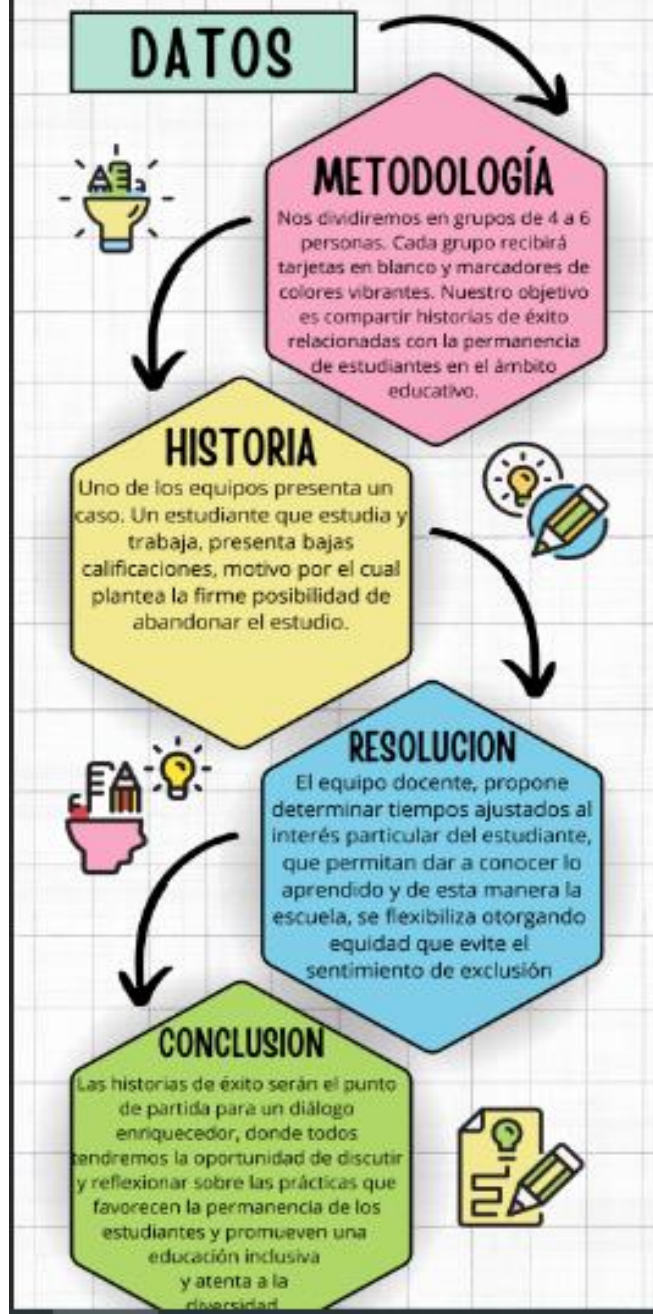 DATOS
METODOLOGÍA
Nos dividiremos en grupos de 4 a 6
personas. Cada grupo recibirá
tarjetas en blanco y marcadores de
colores vibrantes. Nuestro objetivo
es compartir historias de éxito
relacionadas con la permanencia
de estudiantes en el ámbito
educativo.
HISTORIA
Uno de los equipos presenta un
caso. Un estudiante que estudia y
trabaja, presenta bajas
calificaciones, motivo por el cual
plantea la firme posibilidad de
abandonar el estudio.
RESOLUCION
El equipo docente, propone
determinar tiempos ajustados al
interés particular del estudiante,
que permitan dar a conocer lo
aprendido y de esta manera la
escuela, se flexibiliza otorgando
equidad que evite el
sentimiento de exclusión
CONCLUSION
Las historias de éxito serán el punto
de partida para un diálogo
enriquecedor, donde todos
tendremos la oportunidad de discutir
y reflexionar sobre las prácticas que
favorecen la permanencia de los
estudiantes y promueven una
educación inclusiva
y atenta a la
diversidad